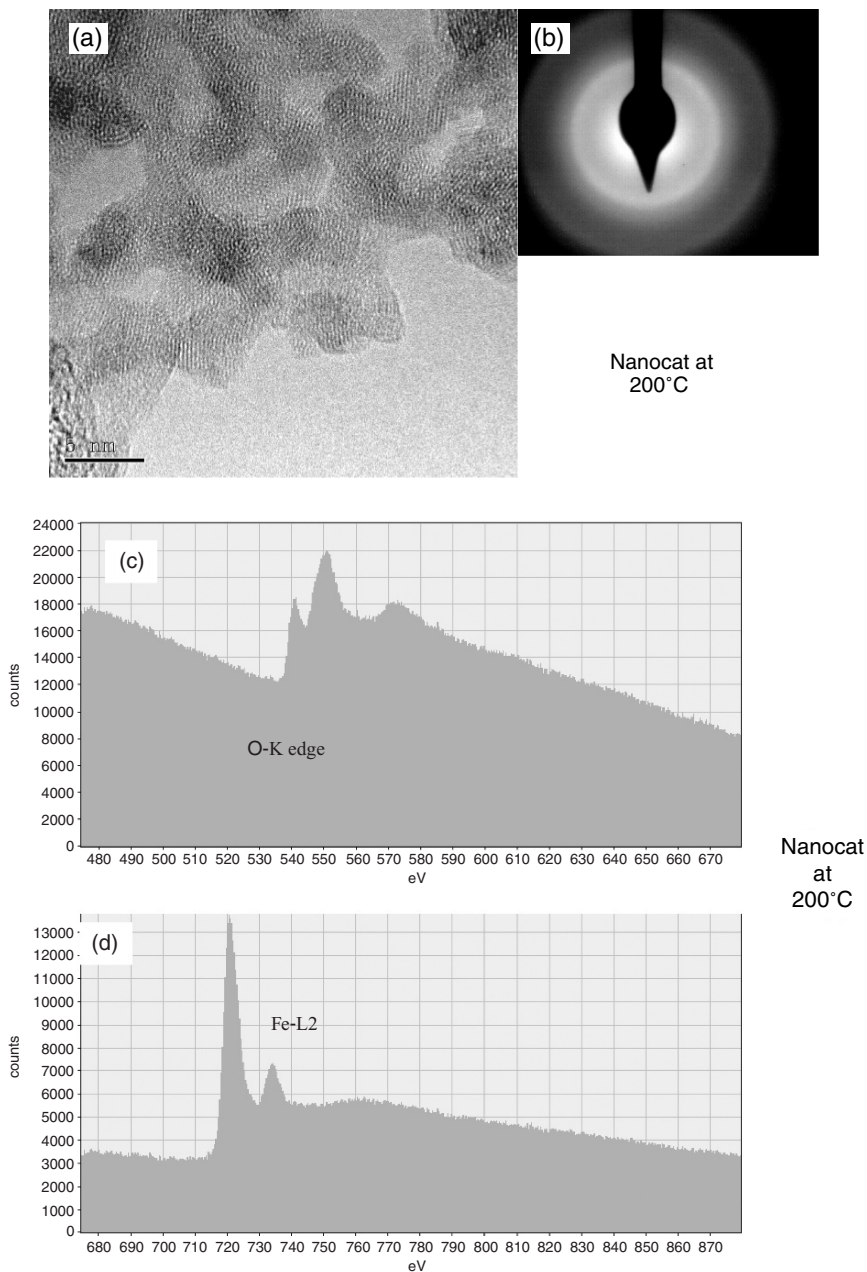 (a)
(b)
5 nm
Nanocat at
200°C
24000
22000
20000
18000
16000
14000
12000
10000
8000
6000
4000
2000
0
counts
(c)
O-K edge
480 490 500 510 520 530 540 550 560 570 580 590 600 610 620 630 640 650 660 670
eV
Nanocat
at
200°C
13000
12000
11000
10000
9000
8000
7000
6000
5000
4000
3000
2000
1000
0
counts
(d)
Fe-L2
680 690 700 710 720 730 740 750 760 770 780 790 800 810 820 830 840 850 860 870
eV